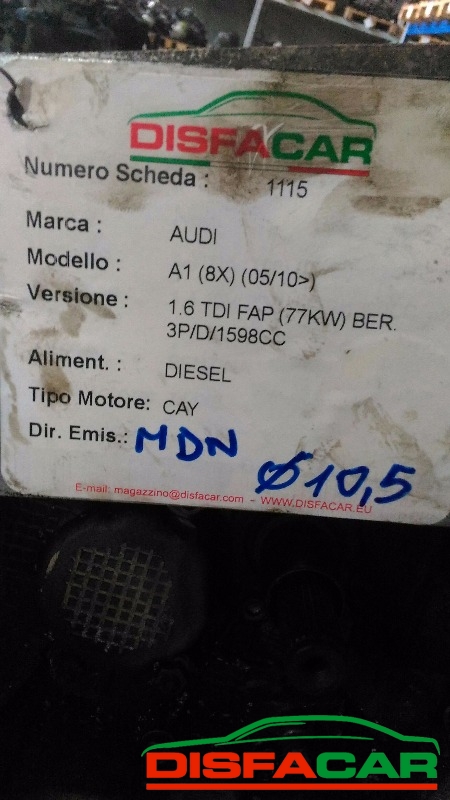 DISFACAR
Numero Scheda : 1115
Marca : AUDI
Modello : A1 (8X) (05/10>)
Versione : 1.6 TDI FAP (77KW) BER.
3P/D/1598CC
Aliment. : DIESEL
Tipo Motore: CAY
Dir. Emis.: MDN ø10,5
E-mail: magazzino@disfacar.com - WWW.DISFACAR.EU
DISFACAR